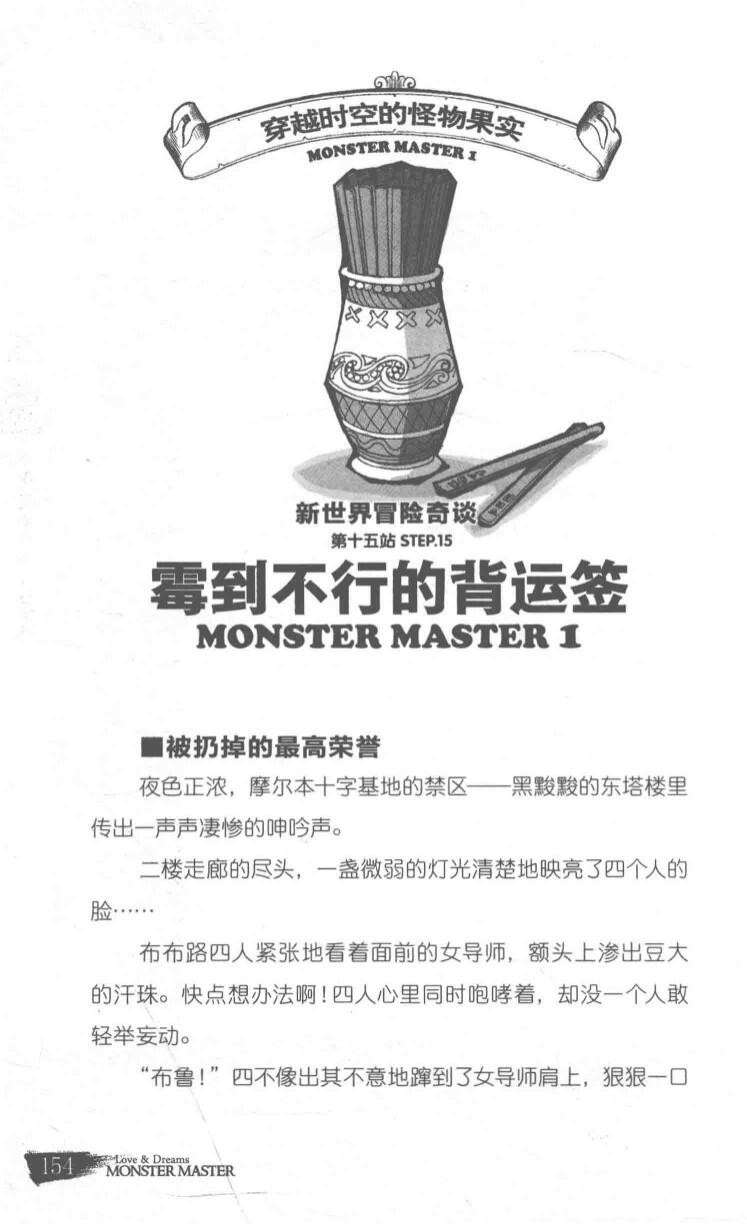 穿越时空的怪物果实
MONSTER MASTER 1
新世界冒险奇谈
第十五站 STEP.15
霉到不行的背运签
MONSTER MASTER 1
■被扔掉的最高荣誉
夜色正浓，摩尔本十字基地的禁区——黑黢黢的东塔楼里
传出一声声凄惨的呻吟声。
二楼走廊的尽头，一盏微弱的灯光清楚地映亮了四个人的
脸……
布布路四人紧张地看着面前的女导师，额头上渗出豆大
的汗珠。快点想办法啊！四人心里同时咆哮着，却没一个人敢
轻举妄动。
“布鲁！”四不像出其不意地蹿到了女导师肩上，狠狠一口
154
Love & Dreams
MONSTER MASTER